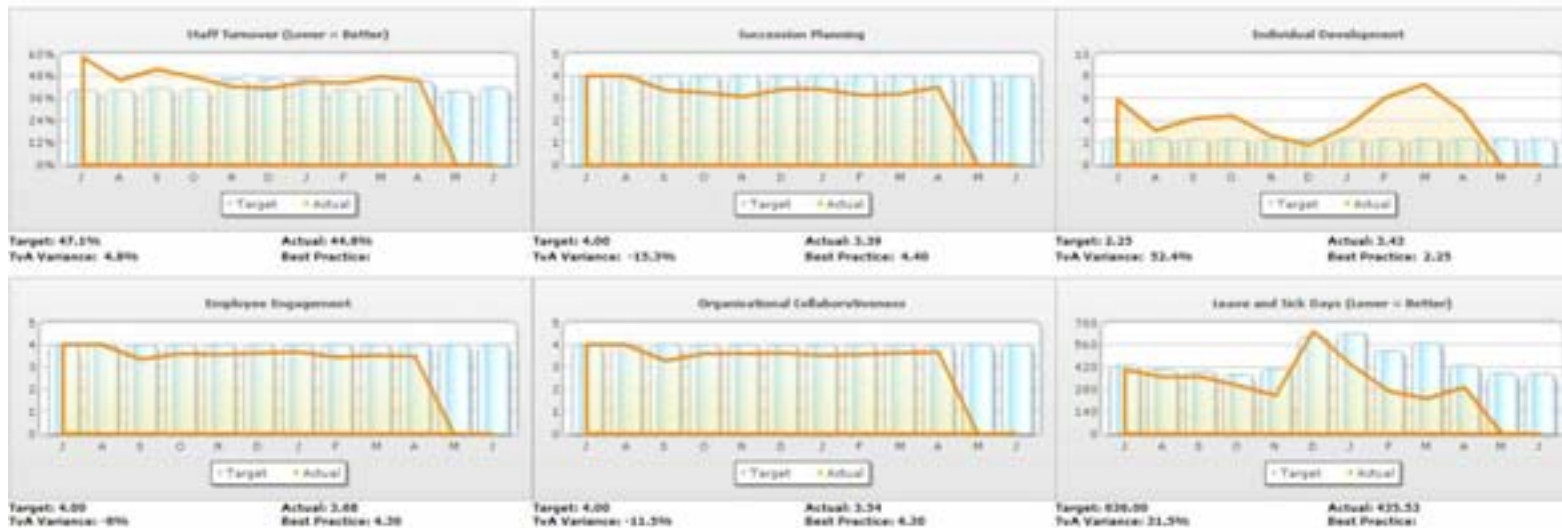 Staff Turnover (Lower = Better)
60%
48%
36%
24%
12%
0%
J A S O N D J F M A M J
Target Actual
Target: 47.1% Actual: 44.8%
TvA Variance: 4.8% Best Practice:
Succession Planning
5
4
3
2
1
0
J A S O N D J F M A M J
Target Actual
Target: 4.00 Actual: 3.39
TvA Variance: -15.3% Best Practice: 4.40
Individual Development
10
8
6
4
2
0
J A S O N D J F M A M J
Target Actual
Target: 2.25 Actual: 3.43
TvA Variance: 52.4% Best Practice: 2.25
Employee Engagement
5
4
3
2
1
0
J A S O N D J F M A M J
Target Actual
Target: 4.00 Actual: 3.68
TvA Variance: -8% Best Practice: 4.30
Organisational Collaborativeness
5
4
3
2
1
0
J A S O N D J F M A M J
Target Actual
Target: 4.00 Actual: 3.54
TvA Variance: -11.5% Best Practice: 4.30
Leave and Sick Days (Lower = Better)
700
560
420
280
140
0
J A S O N D J F M A M J
Target Actual
Target: Actual: 435.53
TvA Variance: 31.5% Best Practice: